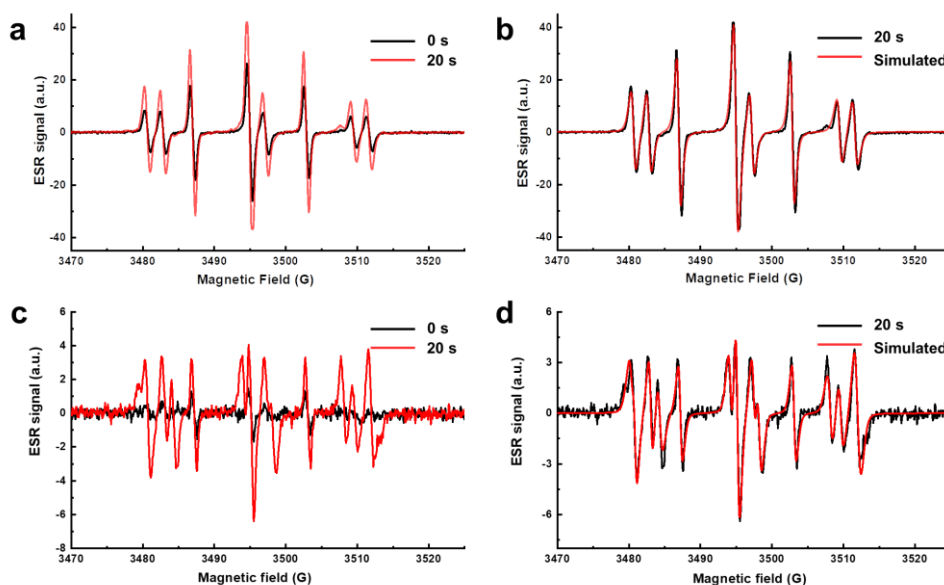 a
0 s
20 s
40
20
0
-20
-40
ESR signal (a.u.)
3470 3480 3490 3500 3510 3520
Magnetic Field (G)
b
20 s
Simulated
40
20
0
-20
-40
ESR signal (a.u.)
3470 3480 3490 3500 3510 3520
Magnetic Field (G)
c
0 s
20 s
6
4
2
0
-2
-4
-6
-8
ESR signal (a.u.)
3470 3480 3490 3500 3510 3520
Magnetic field (G)
d
20 s
Simulated
6
3
0
-3
-6
ESR signal (a.u.)
3470 3480 3490 3500 3510 3520
Magnetic field (G)